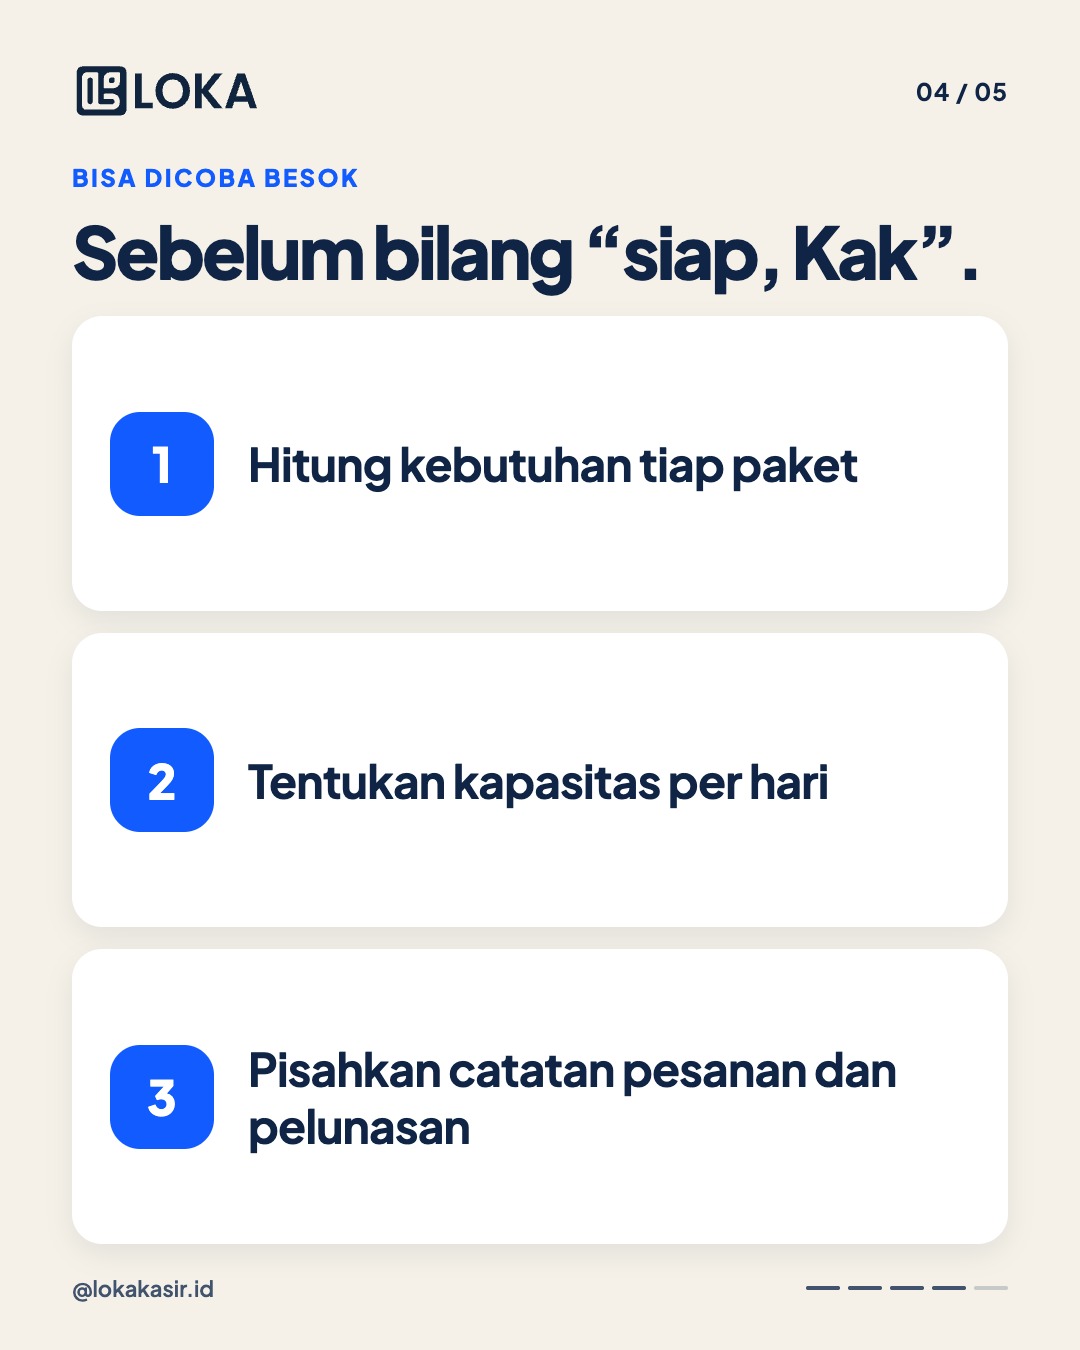 LOKA
04 / 05
BISA DICOBA BESOK
Sebelum bilang “siap, Kak”.
1
Hitung kebutuhan tiap paket
2
Tentukan kapasitas per hari
3
Pisahkan catatan pesanan dan
pelunasan
@lokakasir.id